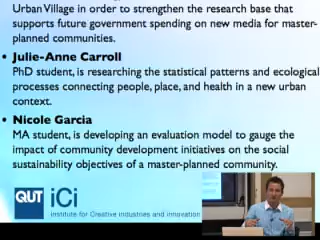 Urban Village in order to strengthen the research base that
supports future government spending on new media for master-
planned communities.
• Julie-Anne Carroll
PhD student, is researching the statistical patterns and ecological
processes connecting people, place, and health in a new urban
context.
• Nicole Garcia
MA student, is developing an evaluation model to gauge the
impact of community development initiatives on the social
sustainability objectives of a master-planned community.
QUT iCi
Institute for Creative Industries and Innovation